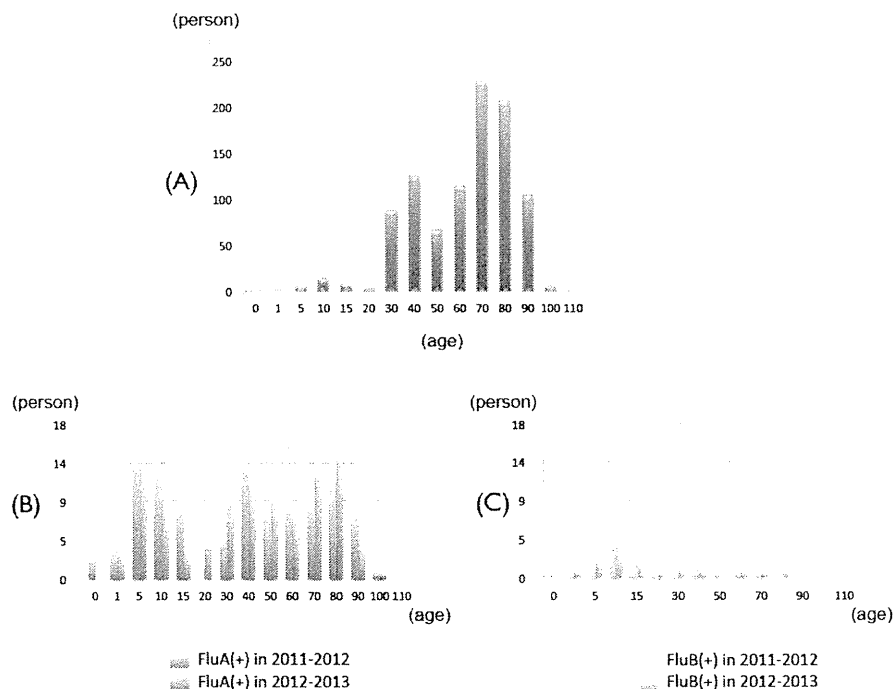 (person)
250
200
150
(A)
100
50
0
0 1 5 10 15 20 30 40 50 60 70 80 90 100 110
(age)
(person)
18
14
(B) 9
5
0
0 1 5 10 15 20 30 40 50 60 70 80 90 100 110
(age)
FluA(+) in 2011-2012
FluA(+) in 2012-2013
(person)
18
14
(C) 9
5
0
0 5 15 30 50 70 90 110
(age)
FluB(+) in 2011-2012
FluB(+) in 2012-2013